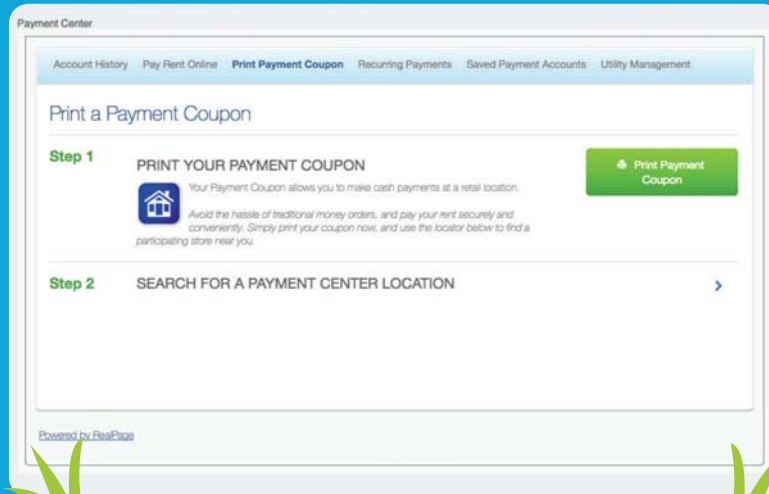 Payment Center
Account History Pay Rent Online Print Payment Coupon Recurring Payments Saved Payment Accounts Utility Management
Print a Payment Coupon
Step 1
PRINT YOUR PAYMENT COUPON
Your Payment Coupon allows you to make cash payments at a retail location.
Avoid the hassle of traditional money orders, and pay your rent securely and
conveniently. Simply print your coupon now, and use the locator below to find a
participating store near you.
Print Payment
Coupon
Step 2
SEARCH FOR A PAYMENT CENTER LOCATION
Powered by RealPage